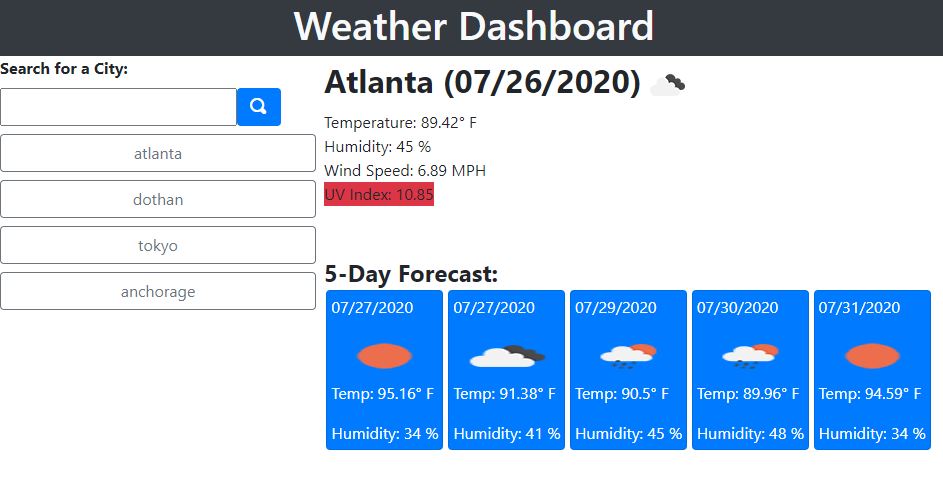 Weather Dashboard
Search for a City:
atlanta
dothan
tokyo
anchorage
Atlanta (07/26/2020)
Temperature: 89.42° F
Humidity: 45 %
Wind Speed: 6.89 MPH
UV Index: 10.85
5-Day Forecast:
07/27/2020
Temp: 95.16° F
Humidity: 34 %
07/27/2020
Temp: 91.38° F
Humidity: 41 %
07/29/2020
Temp: 90.5° F
Humidity: 45 %
07/30/2020
Temp: 89.96° F
Humidity: 48 %
07/31/2020
Temp: 94.59° F
Humidity: 34 %